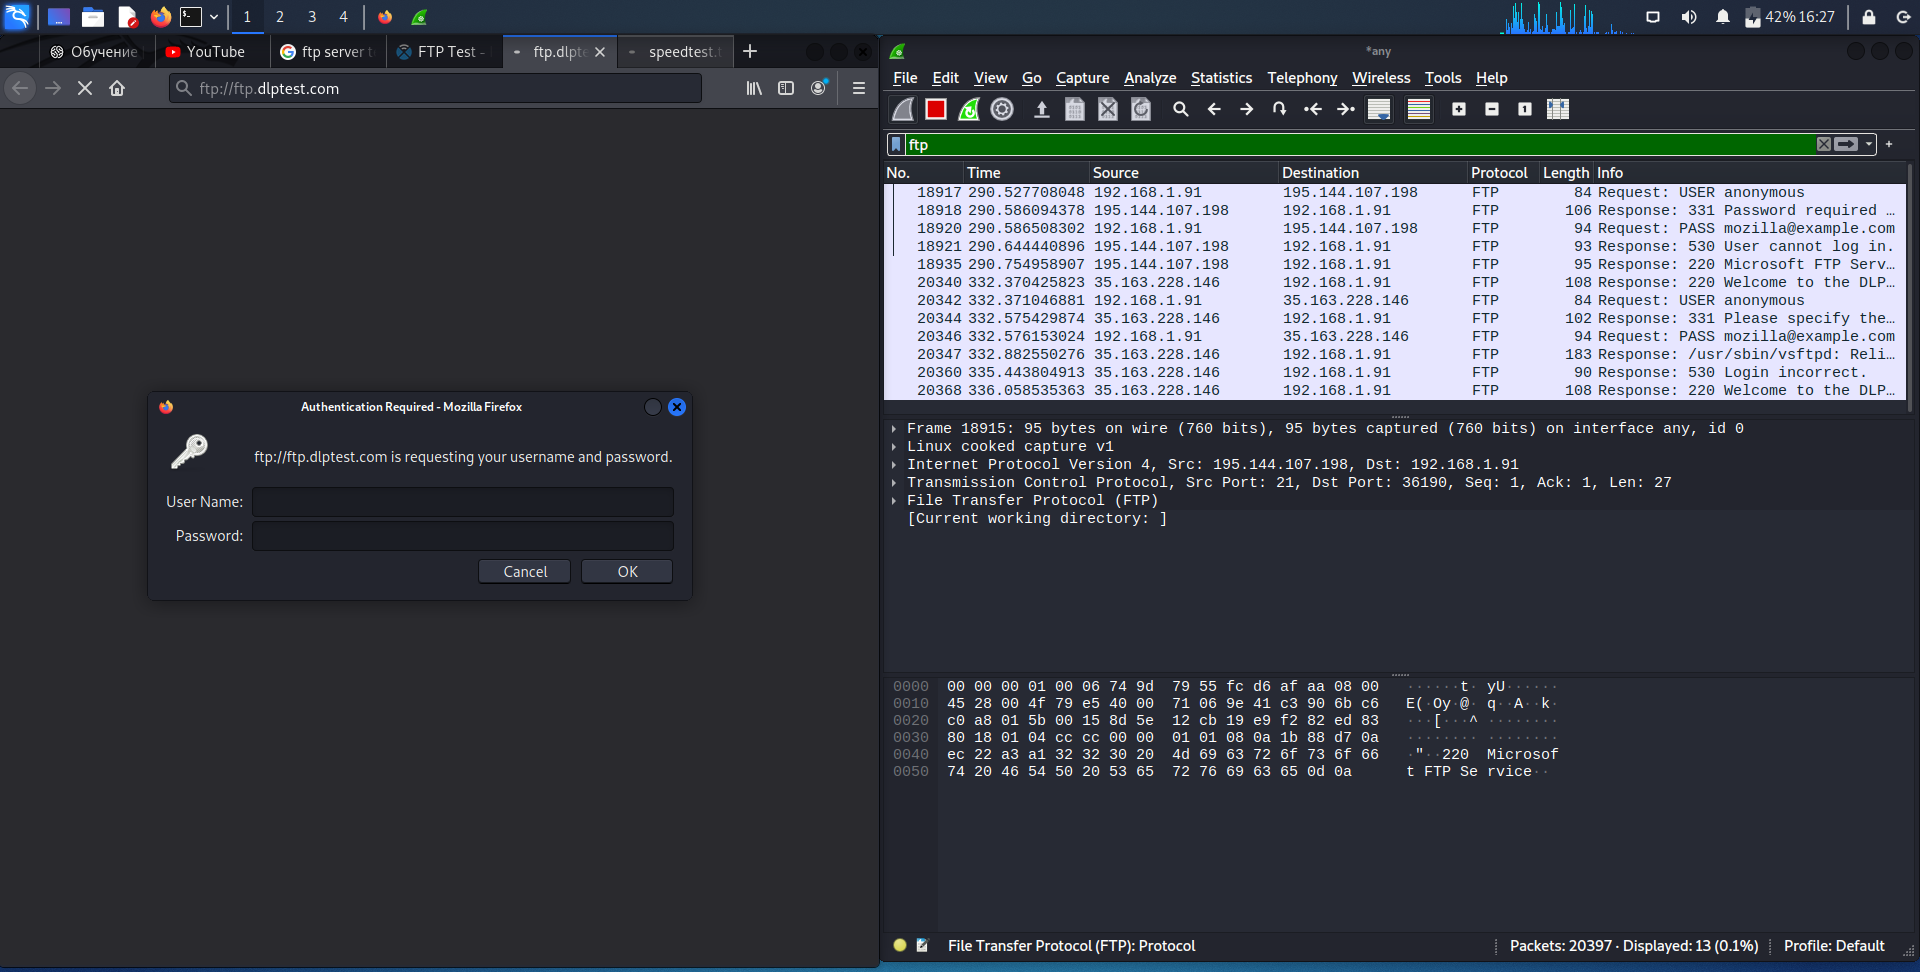 1 2 3 4
42% 16:27
Обучение
YouTube
ftp server t
FTP Test -
ftp.dlpte
speedtest.t
ftp://ftp.dlptest.com
Authentication Required - Mozilla Firefox
ftp://ftp.dlptest.com is requesting your username and password.
User Name:
Password:
Cancel OK
*any
File Edit View Go Capture Analyze Statistics Telephony Wireless Tools Help
ftp
No. Time Source Destination Protocol Length Info
18917 290.527708048 192.168.1.91 195.144.107.198 FTP 84 Request: USER anonymous
18918 290.586094378 195.144.107.198 192.168.1.91 FTP 106 Response: 331 Password required …
18920 290.586508302 192.168.1.91 195.144.107.198 FTP 94 Request: PASS mozilla@example.com
18921 290.644440896 195.144.107.198 192.168.1.91 FTP 93 Response: 530 User cannot log in.
18935 290.754958907 195.144.107.198 192.168.1.91 FTP 95 Response: 220 Microsoft FTP Serv…
20340 332.370425823 35.163.228.146 192.168.1.91 FTP 108 Response: 220 Welcome to the DLP…
20342 332.371046881 192.168.1.91 35.163.228.146 FTP 84 Request: USER anonymous
20344 332.575429874 35.163.228.146 192.168.1.91 FTP 102 Response: 331 Please specify the…
20346 332.576153024 192.168.1.91 35.163.228.146 FTP 94 Request: PASS mozilla@example.com
20347 332.882550276 35.163.228.146 192.168.1.91 FTP 183 Response: /usr/sbin/vsftpd: Reli…
20360 335.443804913 35.163.228.146 192.168.1.91 FTP 90 Response: 530 Login incorrect.
20368 336.058535363 35.163.228.146 192.168.1.91 FTP 108 Response: 220 Welcome to the DLP…
Frame 18915: 95 bytes on wire (760 bits), 95 bytes captured (760 bits) on interface any, id 0
Linux cooked capture v1
Internet Protocol Version 4, Src: 195.144.107.198, Dst: 192.168.1.91
Transmission Control Protocol, Src Port: 21, Dst Port: 36190, Seq: 1, Ack: 1, Len: 27
File Transfer Protocol (FTP)
[Current working directory: ]
0000 00 00 00 01 00 06 74 9d 79 55 fc d6 af aa 08 00 ······t· yU······
0010 45 28 00 4f 79 e5 40 00 71 06 9e 41 c3 90 6b c6 E(·Oy·@· q··A··k·
0020 c0 a8 01 5b 00 15 8d 5e 12 cb 19 e9 f2 82 ed 83 ···[···^ ········
0030 80 18 01 04 cc cc 00 00 01 01 08 0a 1b 88 d7 0a ········ ········
0040 ec 22 a3 a1 32 32 30 20 4d 69 63 72 6f 73 6f 66 ·"··220 Microsof
0050 74 20 46 54 50 20 53 65 72 76 69 63 65 0d 0a t FTP Se rvice··
File Transfer Protocol (FTP): Protocol
Packets: 20397 · Displayed: 13 (0.1%)
Profile: Default